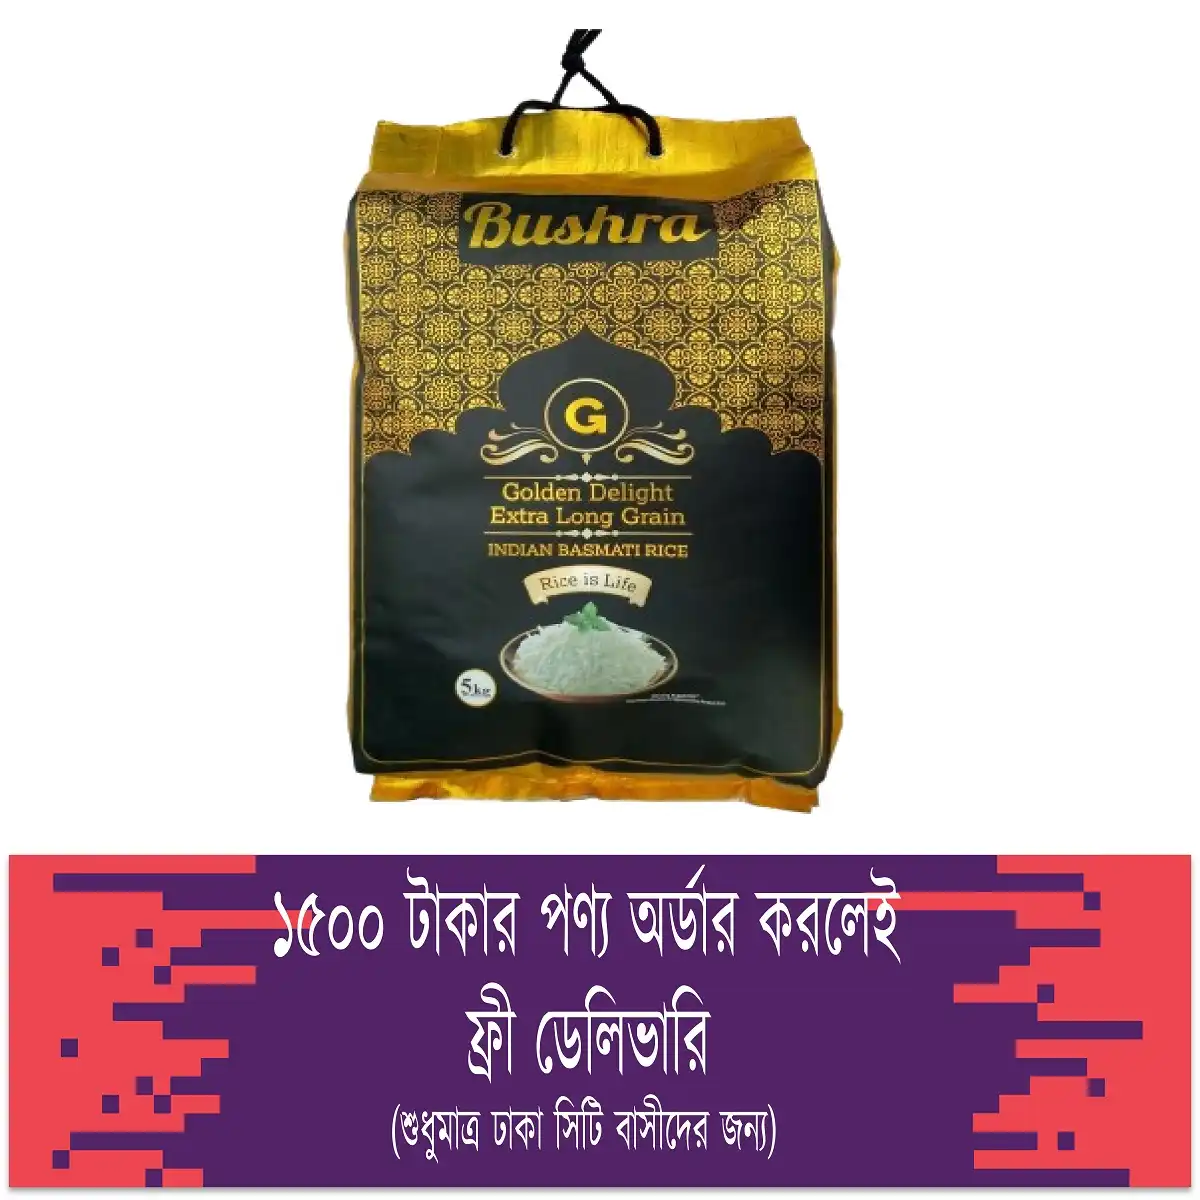 Bushra
G
Golden Delight
Extra Long Grain
INDIAN BASMATI RICE
Rice is Life
5kg
১৫০০ টাকার পণ্য অর্ডার করলেই
ফ্রী ডেলিভারি
(শুধুমাত্র ঢাকা সিটি বাসীদের জন্য)